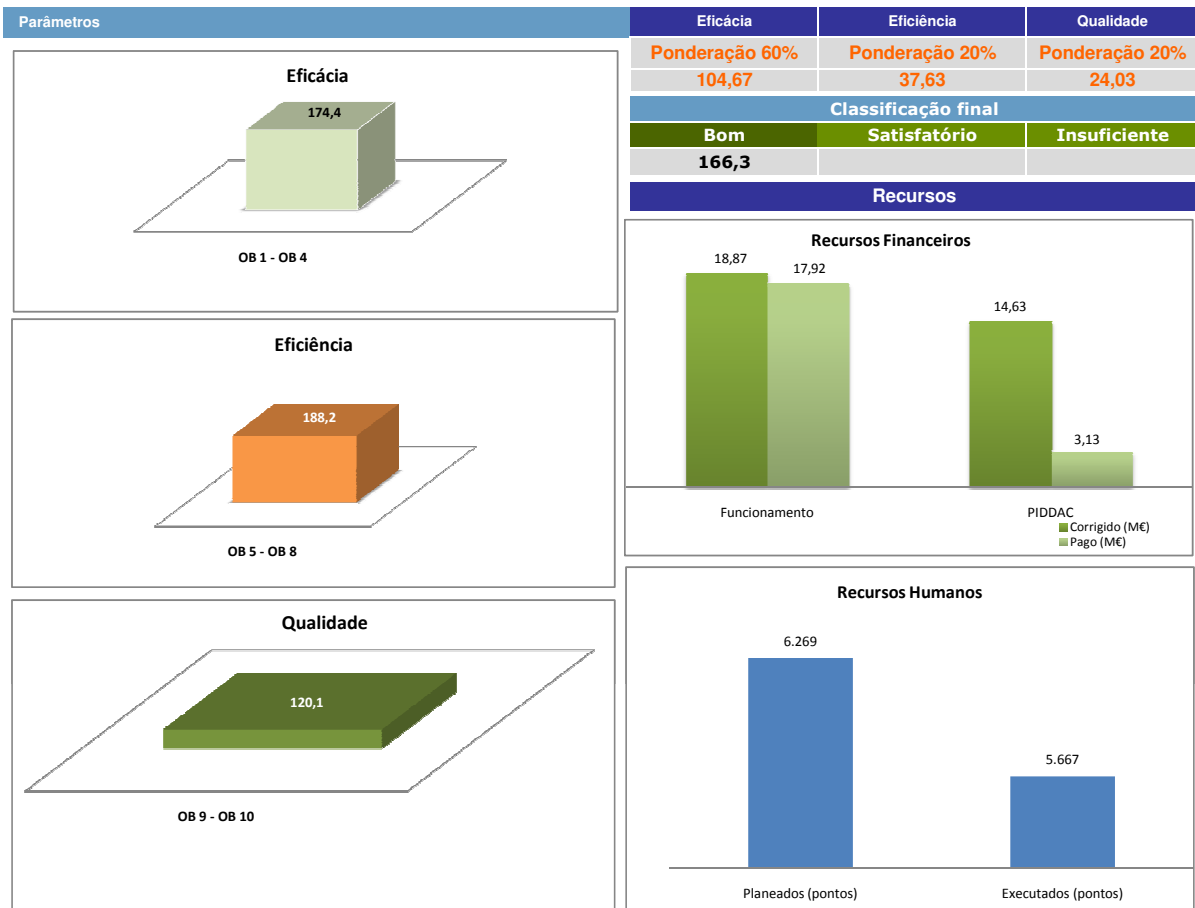 Parâmetros
Eficácia
174,4
OB 1 - OB 4
Eficiência
188,2
OB 5 - OB 8
Qualidade
120,1
OB 9 - OB 10
Eficácia Eficiência Qualidade
Ponderação 60% Ponderação 20% Ponderação 20%
104,67 37,63 24,03
Classificação final
Bom Satisfatório Insuficiente
166,3
Recursos
Recursos Financeiros
18,87
17,92
14,63
3,13
Funcionamento PIDDAC
Corrigido (M€)
Pago (M€)
Recursos Humanos
6.269
5.667
Planeados (pontos) Executados (pontos)